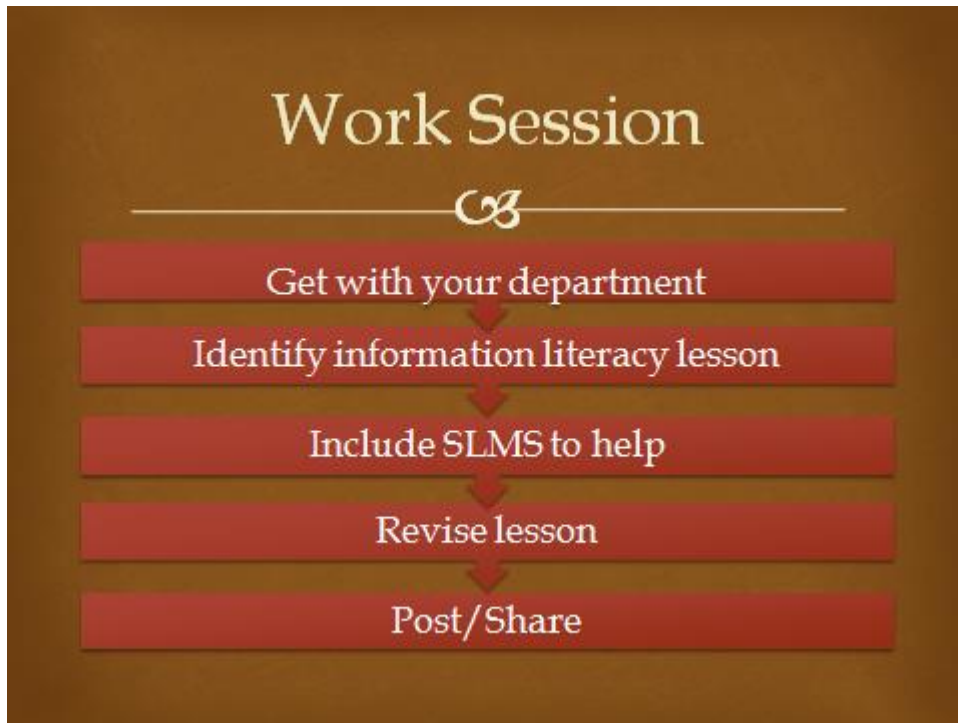 Work Session
Get with your department
Identify information literacy lesson
Include SLMS to help
Revise lesson
Post/Share